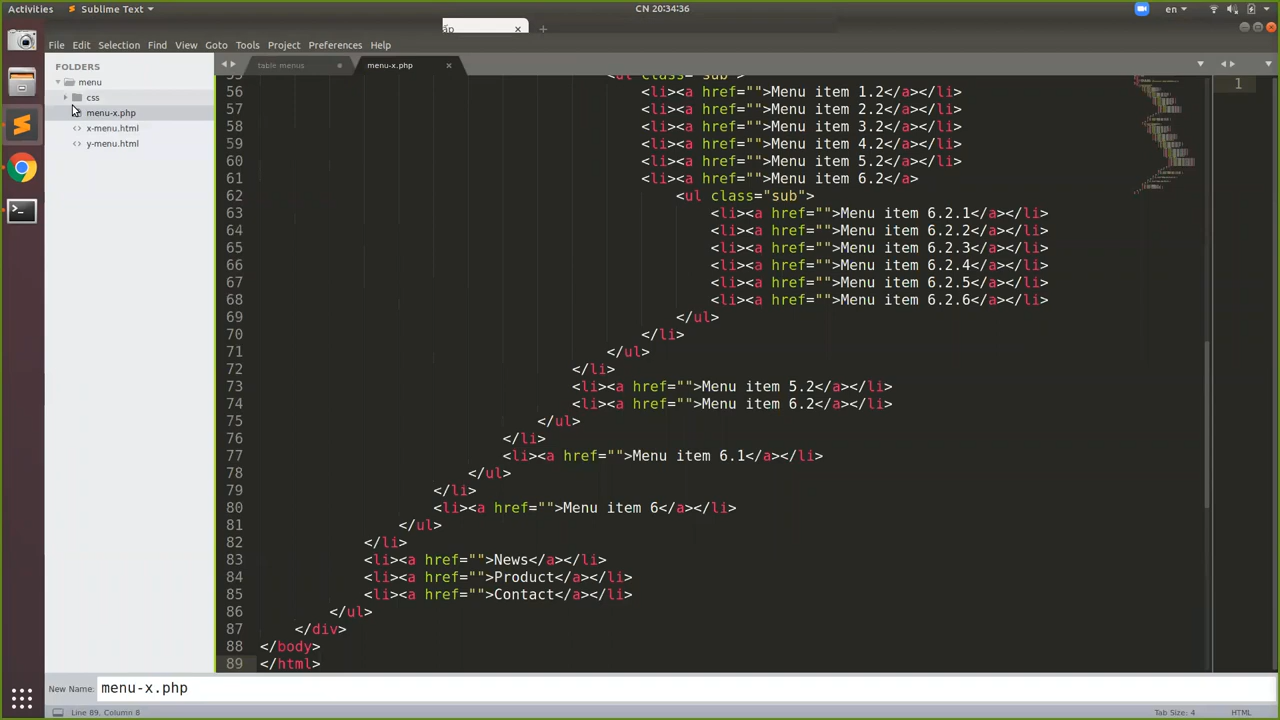 Activities
Sublime Text
CN 20:34:36
en
ấp
File Edit Selection Find View Goto Tools Project Preferences Help
FOLDERS
menu
css
menu-x.php
x-menu.html
y-menu.html
table menus
menu-x.php
56 <li><a href="">Menu item 1.2</a></li>
57 <li><a href="">Menu item 2.2</a></li>
58 <li><a href="">Menu item 3.2</a></li>
59 <li><a href="">Menu item 4.2</a></li>
60 <li><a href="">Menu item 5.2</a></li>
61 <li><a href="">Menu item 6.2</a>
62 <ul class="sub">
63 <li><a href="">Menu item 6.2.1</a></li>
64 <li><a href="">Menu item 6.2.2</a></li>
65 <li><a href="">Menu item 6.2.3</a></li>
66 <li><a href="">Menu item 6.2.4</a></li>
67 <li><a href="">Menu item 6.2.5</a></li>
68 <li><a href="">Menu item 6.2.6</a></li>
69 </ul>
70 </li>
71 </ul>
72 </li>
73 <li><a href="">Menu item 5.2</a></li>
74 <li><a href="">Menu item 6.2</a></li>
75 </ul>
76 </li>
77 <li><a href="">Menu item 6.1</a></li>
78 </ul>
79 </li>
80 <li><a href="">Menu item 6</a></li>
81 </ul>
82 </li>
83 <li><a href="">News</a></li>
84 <li><a href="">Product</a></li>
85 <li><a href="">Contact</a></li>
86 </ul>
87 </div>
88 </body>
89 </html>
1
New Name: menu-x.php
Line 89, Column 8
Tab Size: 4
HTML